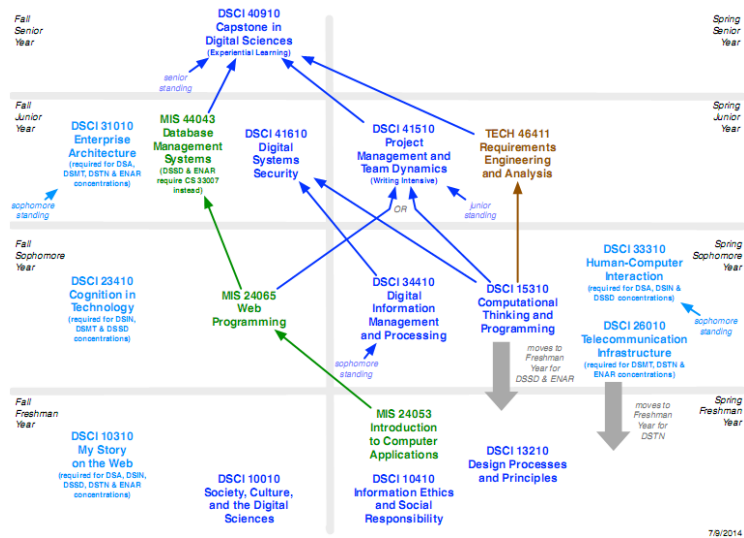 Fall
Senior
Year
DSCI 40910
Capstone in
Digital Sciences
(Experiential Learning)
senior
standing
Spring
Senior
Year
Fall
Junior
Year
DSCI 31010
Enterprise
Architecture
(required for DSA,
DSMT, DSTN & ENAR
concentrations)
sophomore
standing
MIS 44043
Database
Management
Systems
(DSSD & ENAR
require CS 33007
instead)
DSCI 41610
Digital
Systems
Security
DSCI 41510
Project
Management and
Team Dynamics
(Writing Intensive)
OR
junior
standing
TECH 46411
Requirements
Engineering
and Analysis
Spring
Junior
Year
Fall
Sophomore
Year
DSCI 23410
Cognition in
Technology
(required for DSIN,
DSMT & DSSD
concentrations)
MIS 24065
Web
Programming
DSCI 34410
Digital
Information
Management
and Processing
sophomore
standing
DSCI 15310
Computational
Thinking and
Programming
moves to
Freshman
Year for
DSSD & ENAR
DSCI 33310
Human-Computer
Interaction
(required for DSA, DSIN &
DSSD concentrations)
sophomore
standing
DSCI 26010
Telecommunication
Infrastructure
(required for DSMT, DSTN &
ENAR concentrations)
moves to
Freshman
Year for
DSTN
Spring
Sophomore
Year
Fall
Freshman
Year
DSCI 10310
My Story
on the Web
(required for DSA, DSIN,
DSSD, DSTN & ENAR
concentrations)
DSCI 10010
Society, Culture,
and the Digital
Sciences
MIS 24053
Introduction
to Computer
Applications
DSCI 10410
Information Ethics
and Social
Responsibility
DSCI 13210
Design Processes
and Principles
Spring
Freshman
Year
7/9/2014